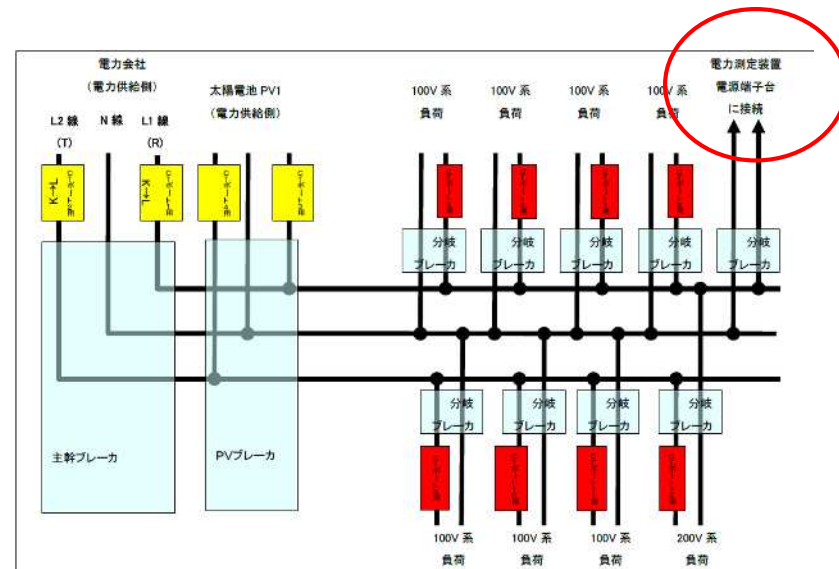 電力会社
(電力供給側)
太陽電池 PV1
(電力供給側)
100V 系
負荷
100V 系
負荷
100V 系
負荷
100V 系
負荷
電力測定装置
電源端子台
に接続
L2 線
(T)
N 線
L1 線
(R)
K→L
K→L
分岐
ブレーカ
分岐
ブレーカ
分岐
ブレーカ
分岐
ブレーカ
分岐
ブレーカ
主幹ブレーカ
PVブレーカ
分岐
ブレーカ
分岐
ブレーカ
分岐
ブレーカ
分岐
ブレーカ
100V 系
負荷
100V 系
負荷
100V 系
負荷
200V 系
負荷